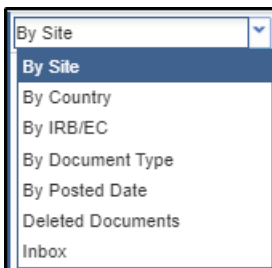 By Site
By Site
By Country
By IRB/EC
By Document Type
By Posted Date
Deleted Documents
Inbox